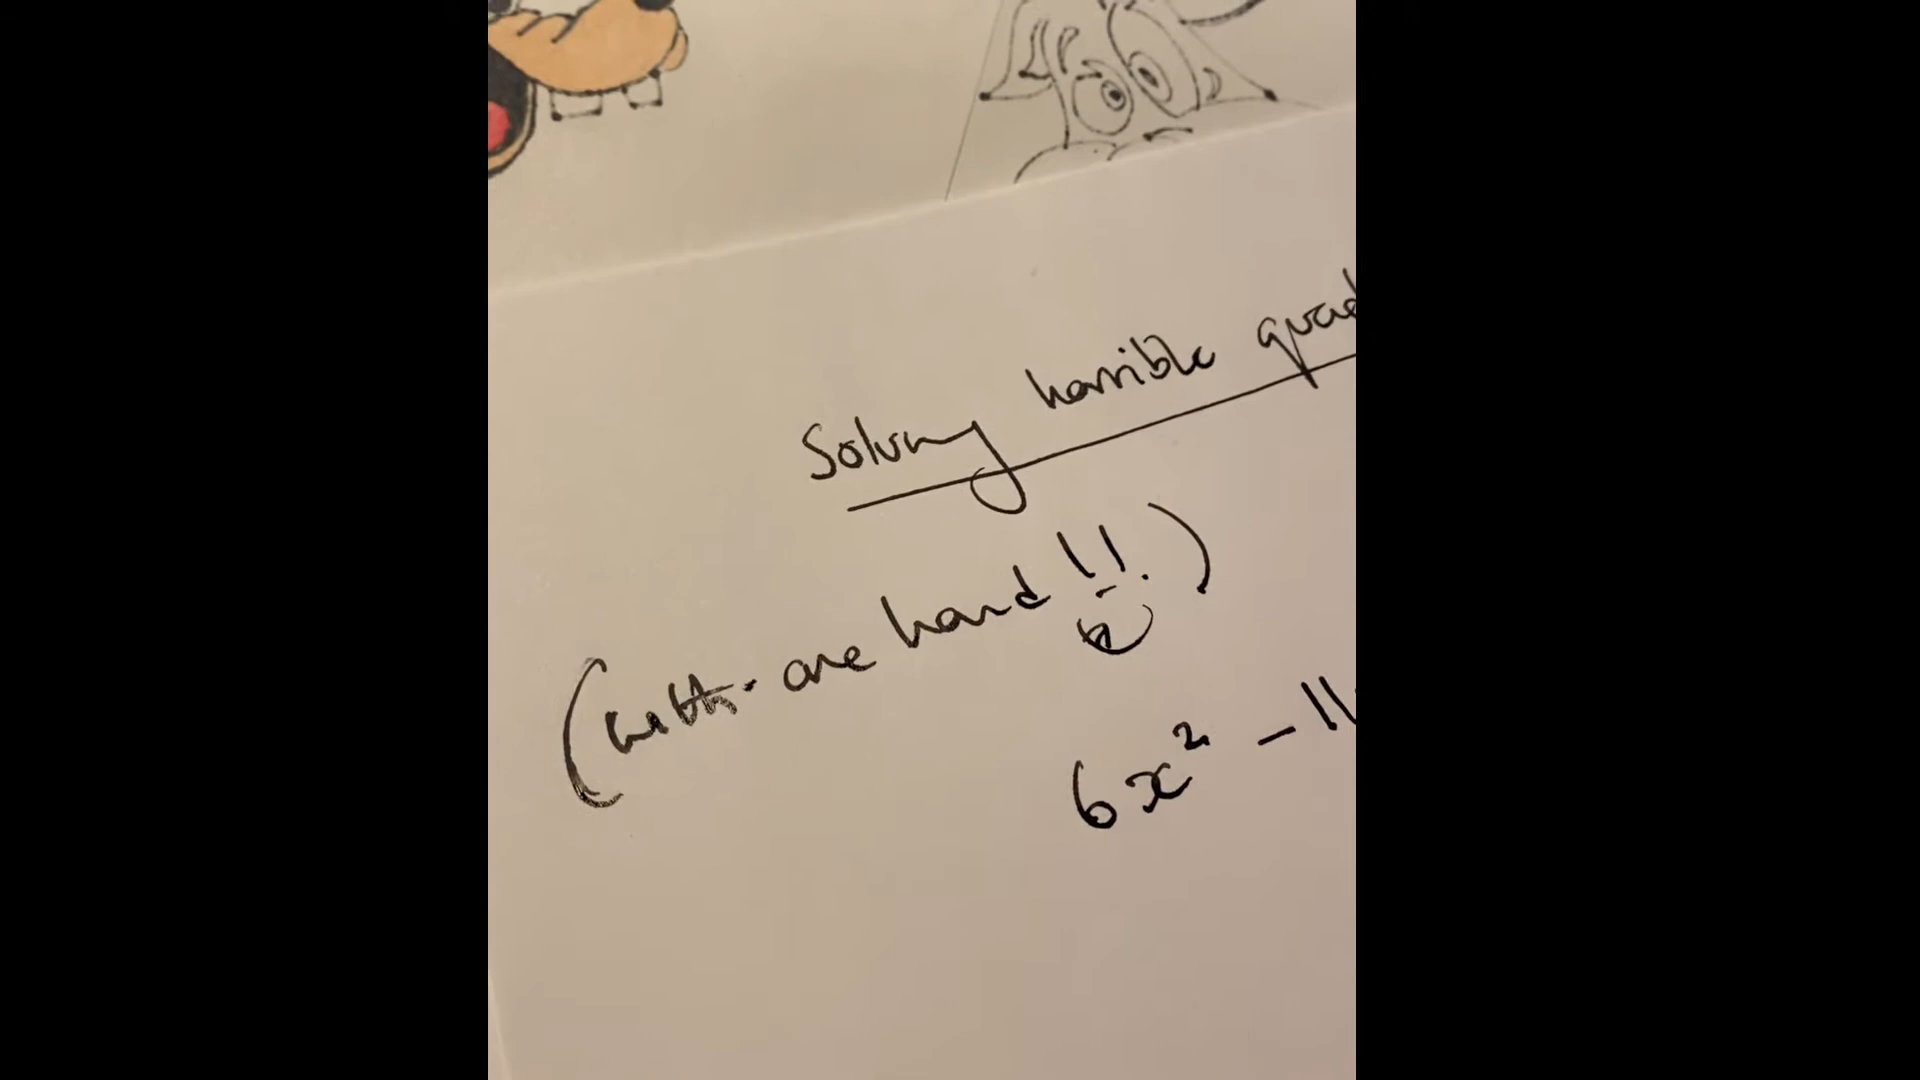 Solving horrible quad
(with one hand !!)
6x² - 11